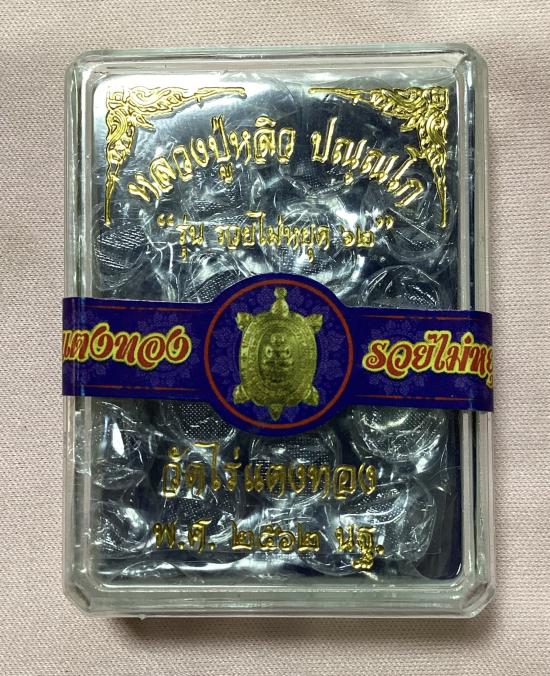 หลวงปู่หลิว ปณฺณโก
“รุ่น รวยไม่หยุด ๖๒”
แตงทอง
รวยไม่หยุ
วัดไร่แตงทอง
พ.ศ. ๒๕๖๒ นฐ.